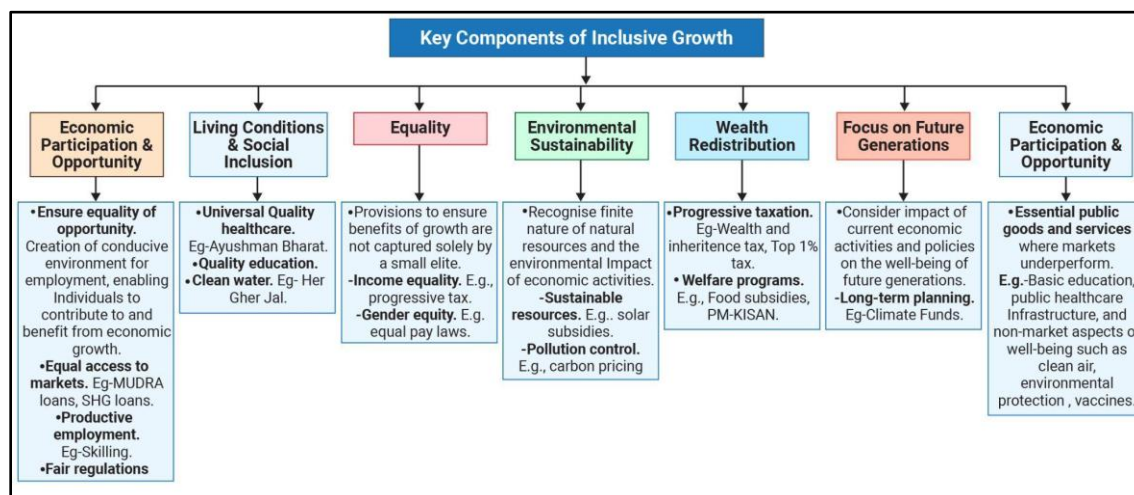 Key Components of Inclusive Growth
Economic
Participation &
Opportunity
•Ensure equality of
opportunity.
Creation of conducive
environment for
employment, enabling
Individuals to
contribute to and
benefit from economic
growth.
•Equal access to
markets. Eg-MUDRA
loans, SHG loans.
•Productive
employment.
Eg-Skilling.
•Fair regulations
Living Conditions
& Social
Inclusion
•Universal Quality
healthcare.
Eg-Ayushman Bharat.
•Quality education.
•Clean water. Eg- Her
Gher Jal.
Equality
•Provisions to ensure
benefits of growth are
not captured solely by
a small elite.
-Income equality. E.g.,
progressive tax.
-Gender equity. E.g.
equal pay laws.
Environmental
Sustainability
•Recognise finite
nature of natural
resources and the
environmental Impact
of economic activities.
-Sustainable
resources. E.g.. solar
subsidies.
-Pollution control.
E.g., carbon pricing
Wealth
Redistribution
•Progressive taxation.
Eg-Wealth and
inheritence tax, Top 1%
tax.
•Welfare programs.
E.g., Food subsidies,
PM-KISAN.
Focus on Future
Generations
•Consider impact of
current economic
activities and policies
on the well-being of
future generations.
-Long-term planning.
Eg-Climate Funds.
Economic
Participation &
Opportunity
•Essential public
goods and services
where markets
underperform.
E.g.-Basic education,
public healthcare
Infrastructure, and
non-market aspects o
well-being such as
clean air,
environmental
protection , vaccines.